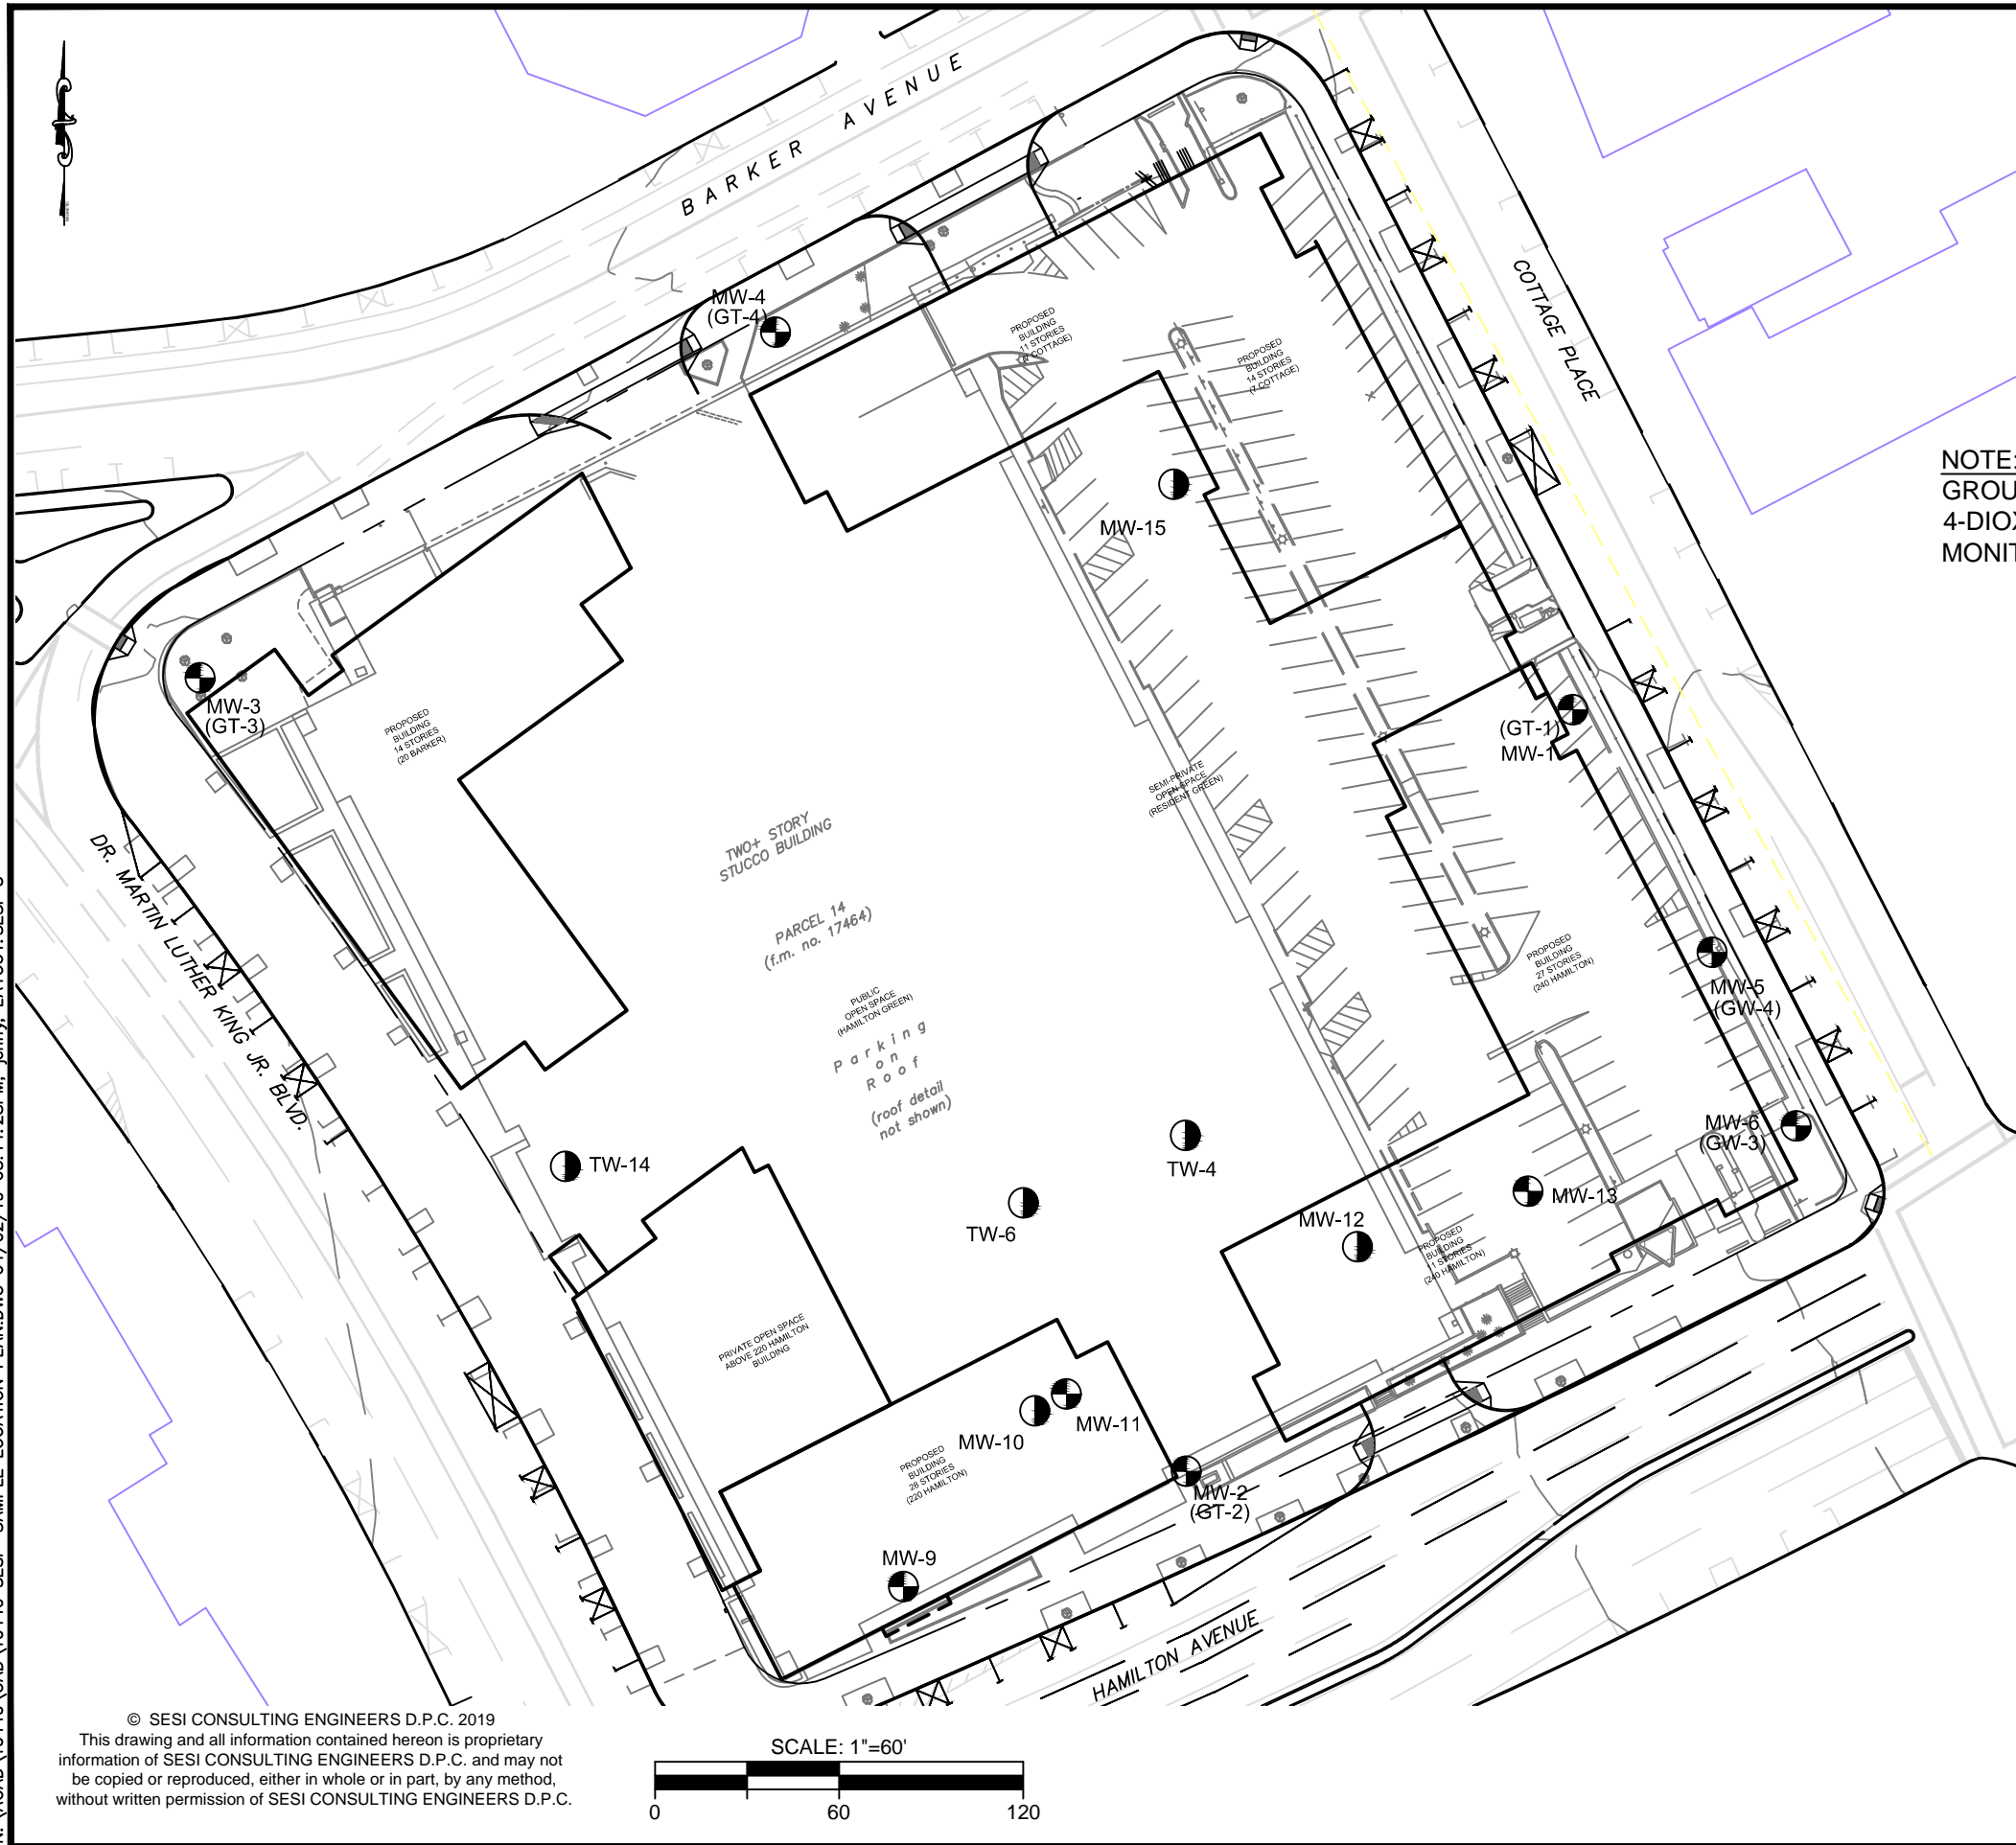 BARKER AVENUE
COTTAGE PLACE
MW-4
(GT-4)
PROPOSED
BUILDING
11 STORIES
PROPOSED
BUILDING
14 STORIES
(7 COTTAGE)
NOTE:
GROU
4-DIOX
MONIT
MW-15
MW-3
(GT-3)
PROPOSED
BUILDING
14 STORIES
(20 BARKER)
(GT-1)
MW-1
SEMI-PRIVATE
OPEN SPACE
(RESIDENT GREEN)
TWO+ STORY
STUCCO BUILDING
PARCEL 14
(f.m. no. 17464)
DR. MARTIN LUTHER KING JR. BLVD.
PROPOSED
BUILDING
27 STORIES
(240 HAMILTON)
MW-5
(GW-4)
PUBLIC
OPEN SPACE
(HAMILTON GREEN)
Parking
on
Roof
(roof detail
not shown)
MW-6
(GW-3)
TW-14
TW-4
MW-13
TW-6
MW-12
PROPOSED
BUILDING
11 STORIES
(240 HAMILTON)
PRIVATE OPEN SPACE
ABOVE 220 HAMILTON
BUILDING
MW-11
MW-10
PROPOSED
BUILDING
28 STORIES
(220 HAMILTON)
MW-2
(GT-2)
MW-9
HAMILTON AVENUE
© SESI CONSULTING ENGINEERS D.P.C. 2019
This drawing and all information contained hereon is proprietary
information of SESI CONSULTING ENGINEERS D.P.C. and may not
be copied or reproduced, either in whole or in part, by any method,
without written permission of SESI CONSULTING ENGINEERS D.P.C.
SCALE: 1"=60'
0 60 120